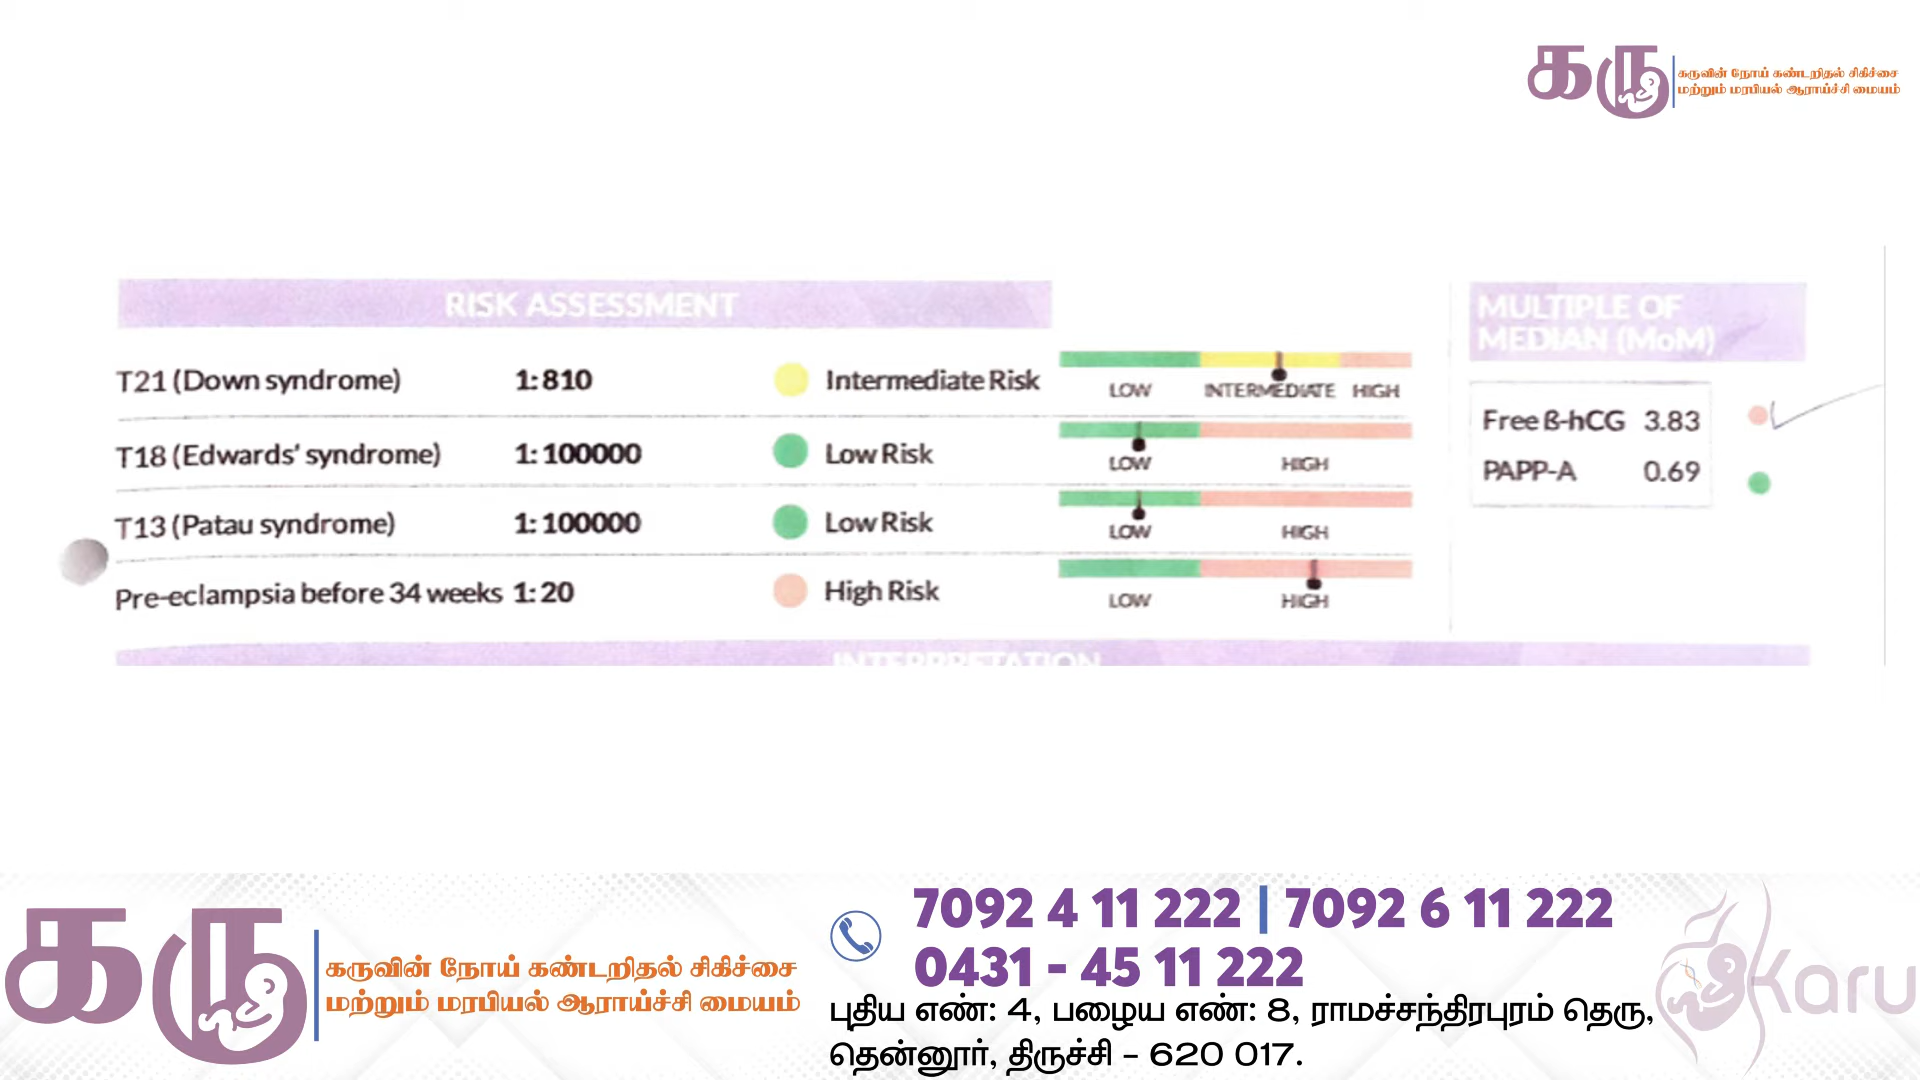 கரு
கருவின் நோய் கண்டறிதல் சிகிச்சை
மற்றும் மரபியல் ஆராய்ச்சி மையம்
RISK ASSESSMENT
T21 (Down syndrome) 1:810 Intermediate Risk
LOW INTERMEDIATE HIGH
T18 (Edwards' syndrome) 1:100000 Low Risk
LOW HIGH
T13 (Patau syndrome) 1:100000 Low Risk
LOW HIGH
Pre-eclampsia before 34 weeks 1:20 High Risk
LOW HIGH
MULTIPLE OF
MEDIAN (MoM)
Free ß-hCG 3.83
PAPP-A 0.69
INTERPRETATION
கரு
கருவின் நோய் கண்டறிதல் சிகிச்சை
மற்றும் மரபியல் ஆராய்ச்சி மையம்
7092 4 11 222 | 7092 6 11 222
0431 - 45 11 222
புதிய எண்: 4, பழைய எண்: 8, ராமச்சந்திரபுரம் தெரு,
தென்னூர், திருச்சி – 620 017.
Karu